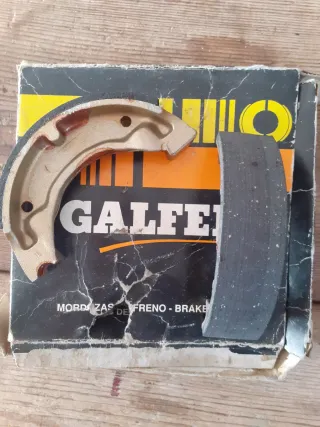 GALFE
MORDAZAS DE FRENO - BRAKE